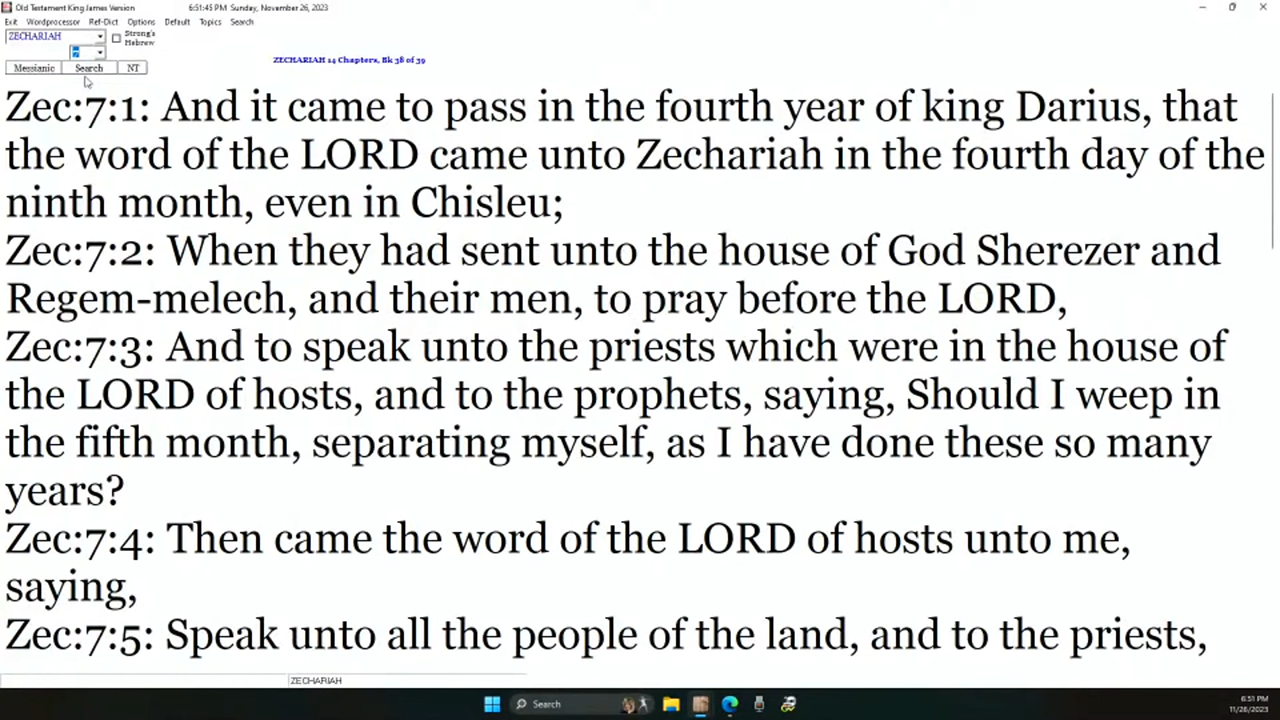 Old Testament King James Version 6:51:45 PM Sunday, November 26, 2023
Exit Wordprocessor Ref-Dict Options Default Topics Search
ZECHARIAH
Strong's
Hebrew
7
ZECHARIAH 14 Chapters, Bk 38 of 39
Messianic Search NT
Zec:7:1: And it came to pass in the fourth year of king Darius, that
the word of the LORD came unto Zechariah in the fourth day of the
ninth month, even in Chisleu;
Zec:7:2: When they had sent unto the house of God Sherezer and
Regem-melech, and their men, to pray before the LORD,
Zec:7:3: And to speak unto the priests which were in the house of
the LORD of hosts, and to the prophets, saying, Should I weep in
the fifth month, separating myself, as I have done these so many
years?
Zec:7:4: Then came the word of the LORD of hosts unto me,
saying,
Zec:7:5: Speak unto all the people of the land, and to the priests,
ZECHARIAH
Search
6:51 PM
11/26/2023